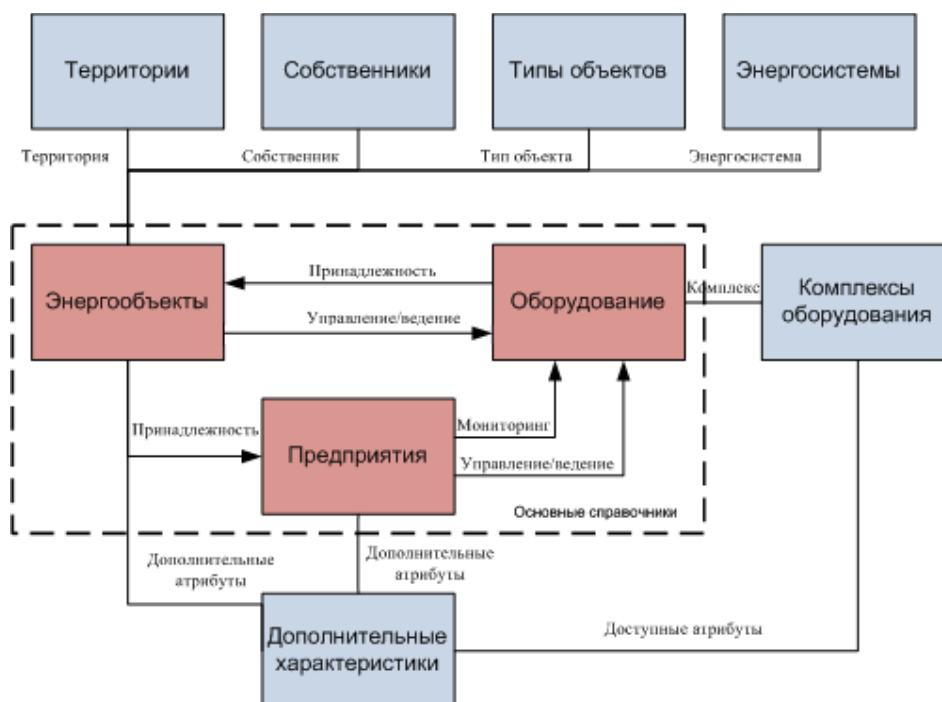 Территории
Собственники
Типы объектов
Энергосистемы
Территория
Собственник
Тип объекта
Энергосистема
Принадлежность
Энергообъекты
Оборудование
Комплекс
Комплексы
оборудования
Управление/ведение
Принадлежность
Предприятия
Мониторинг
Управление/ведение
Основные справочники
Дополнительные
атрибуты
Дополнительные
атрибуты
Дополнительные
характеристики
Доступные атрибуты